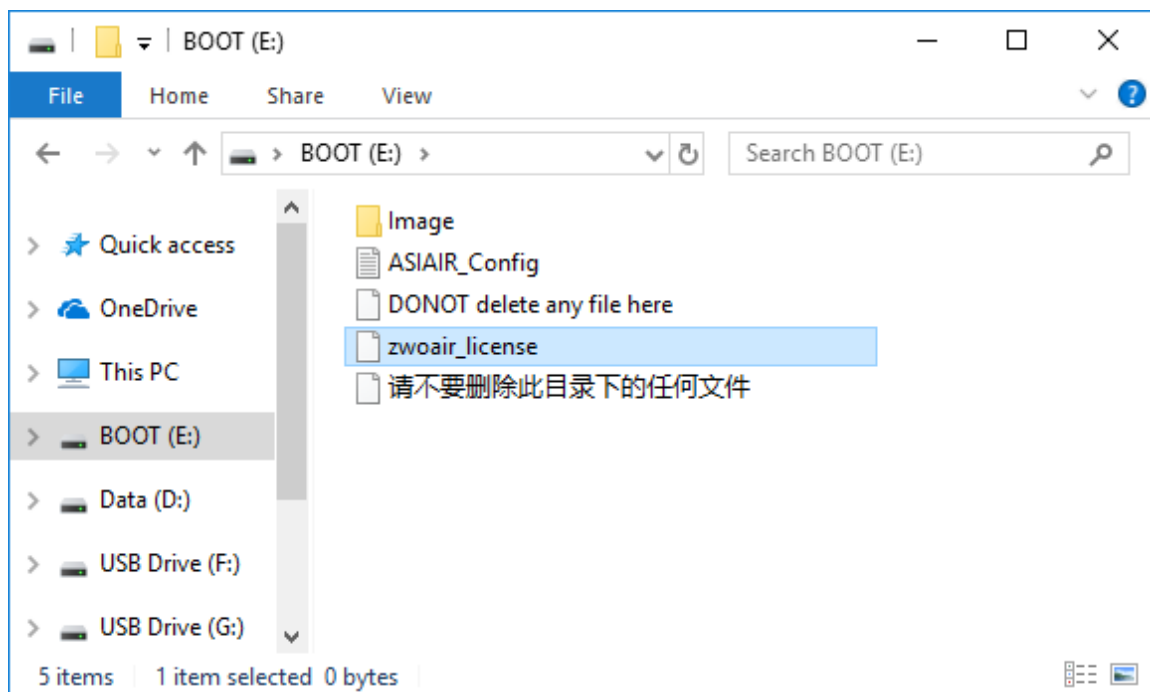 BOOT (E:)
File Home Share View
BOOT (E:) Search BOOT (E:)
Quick access
OneDrive
This PC
BOOT (E:)
Data (D:)
USB Drive (F:)
USB Drive (G:)
Image
ASIAIR_Config
DONOT delete any file here
zwoair_license
请不要删除此目录下的任何文件
5 items 1 item selected 0 bytes